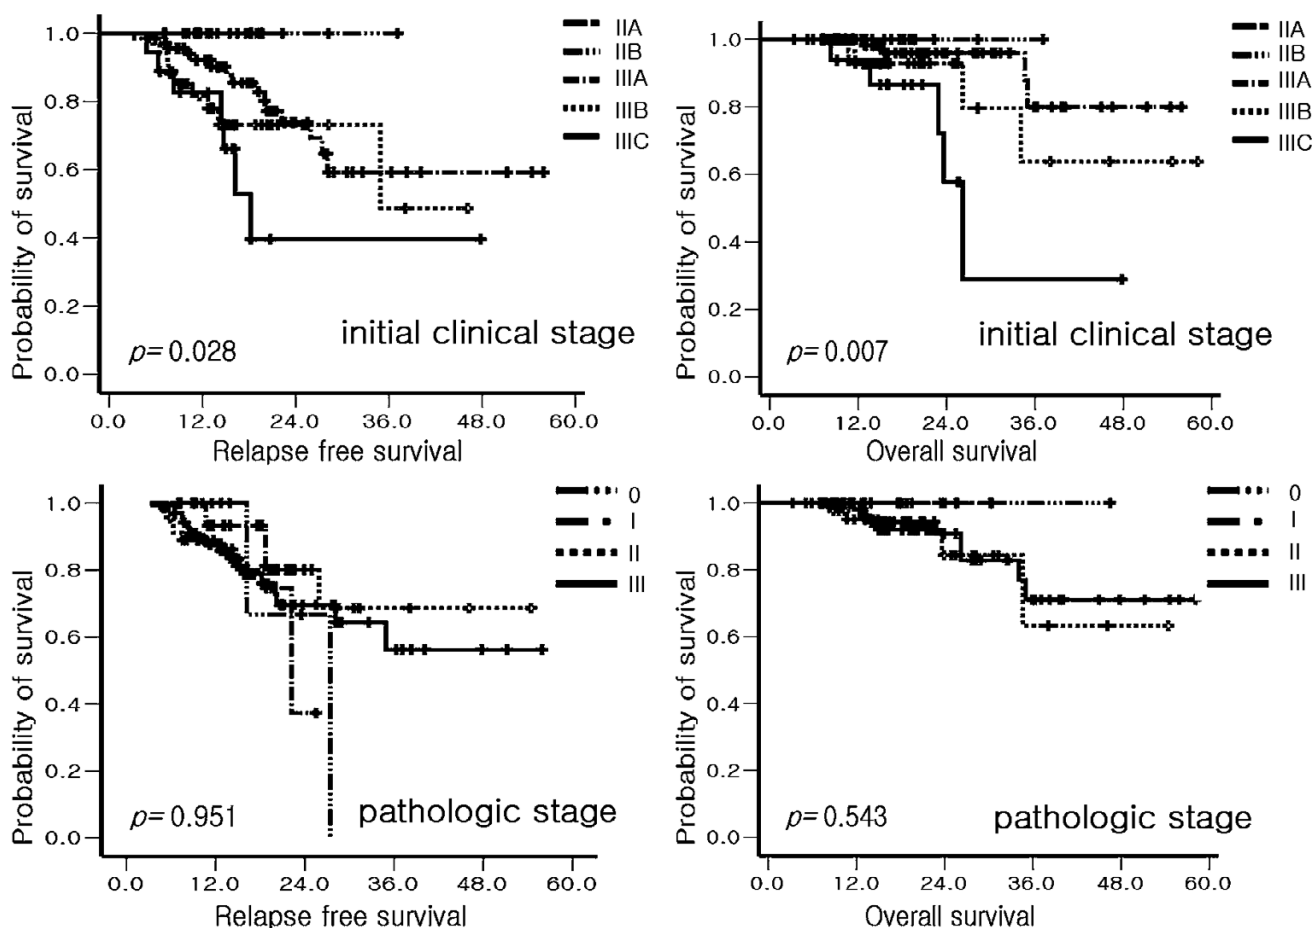 Probability of survival
1.0
0.8
0.6
0.4
0.2
0.0
IIA
IIB
IIIA
IIIB
IIIC
p= 0.028
initial clinical stage
0.0 12.0 24.0 36.0 48.0 60.0
Relapse free survival
Probability of survival
1.0
0.8
0.6
0.4
0.2
0.0
IIA
IIB
IIIA
IIIB
IIIC
p= 0.007
initial clinical stage
0.0 12.0 24.0 36.0 48.0 60.0
Overall survival
Probability of survival
1.0
0.8
0.6
0.4
0.2
0.0
0
I
II
III
p= 0.951
pathologic stage
0.0 12.0 24.0 36.0 48.0 60.0
Relapse free survival
Probability of survival
1.0
0.8
0.6
0.4
0.2
0.0
0
I
II
III
p= 0.543
pathologic stage
0.0 12.0 24.0 36.0 48.0 60.0
Overall survival